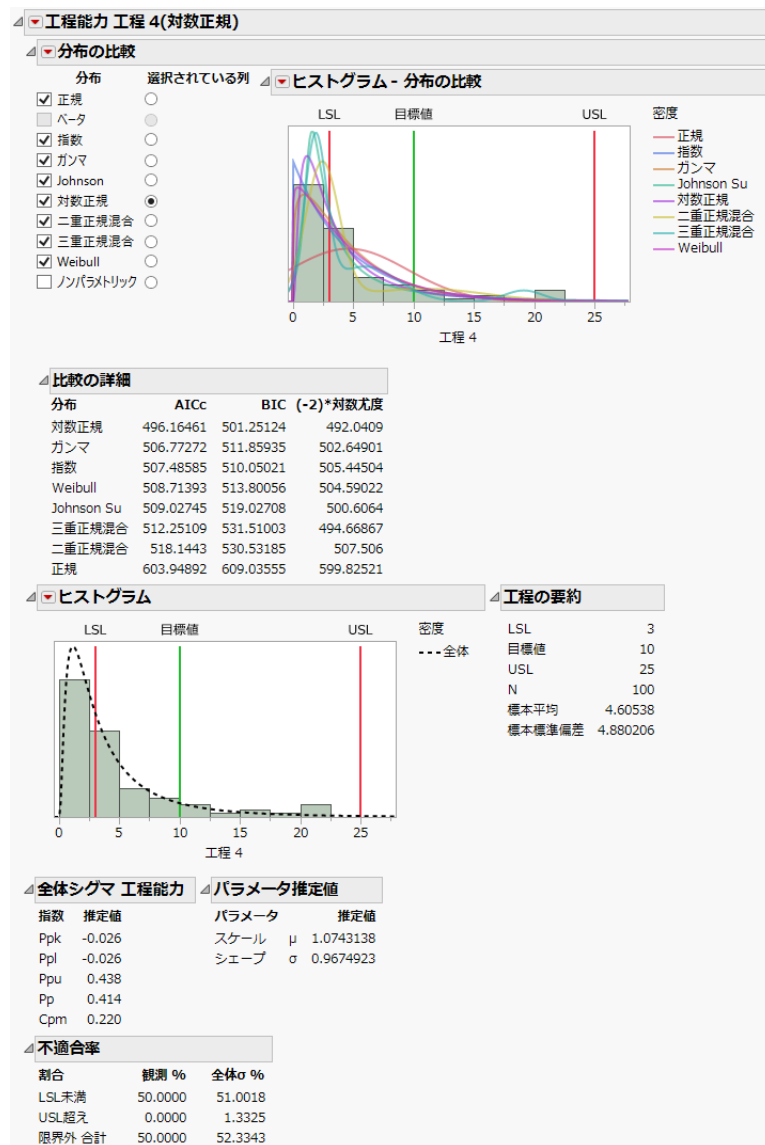 工程能力 工程 4(対数正規)
分布の比較
分布 選択されている列
正規
ベータ
指数
ガンマ
Johnson
対数正規
二重正規混合
三重正規混合
Weibull
ノンパラメトリック
ヒストグラム - 分布の比較
LSL 目標値 USL
0 5 10 15 20 25
工程 4
密度
正規
指数
ガンマ
Johnson Su
対数正規
二重正規混合
三重正規混合
Weibull
比較の詳細
分布 AICc BIC (-2)*対数尤度
対数正規 496.16461 501.25124 492.0409
ガンマ 506.77272 511.85935 502.64901
指数 507.48585 510.05021 505.44504
Weibull 508.71393 513.80056 504.59022
Johnson Su 509.02745 519.02708 500.6064
三重正規混合 512.25109 531.51003 494.66867
二重正規混合 518.1443 530.53185 507.506
正規 603.94892 609.03555 599.82521
ヒストグラム
LSL 目標値 USL
0 5 10 15 20 25
工程 4
密度
全体
工程の要約
LSL 3
目標値 10
USL 25
N 100
標本平均 4.60538
標本標準偏差 4.880206
全体シグマ 工程能力
指数 推定値
Ppk -0.026
Ppl -0.026
Ppu 0.438
Pp 0.414
Cpm 0.220
パラメータ推定値
パラメータ 推定値
スケール μ 1.0743138
シェープ σ 0.9674923
不適合率
割合 観測 % 全体σ %
LSL未満 50.0000 51.0018
USL超え 0.0000 1.3325
限界外 合計 50.0000 52.3343